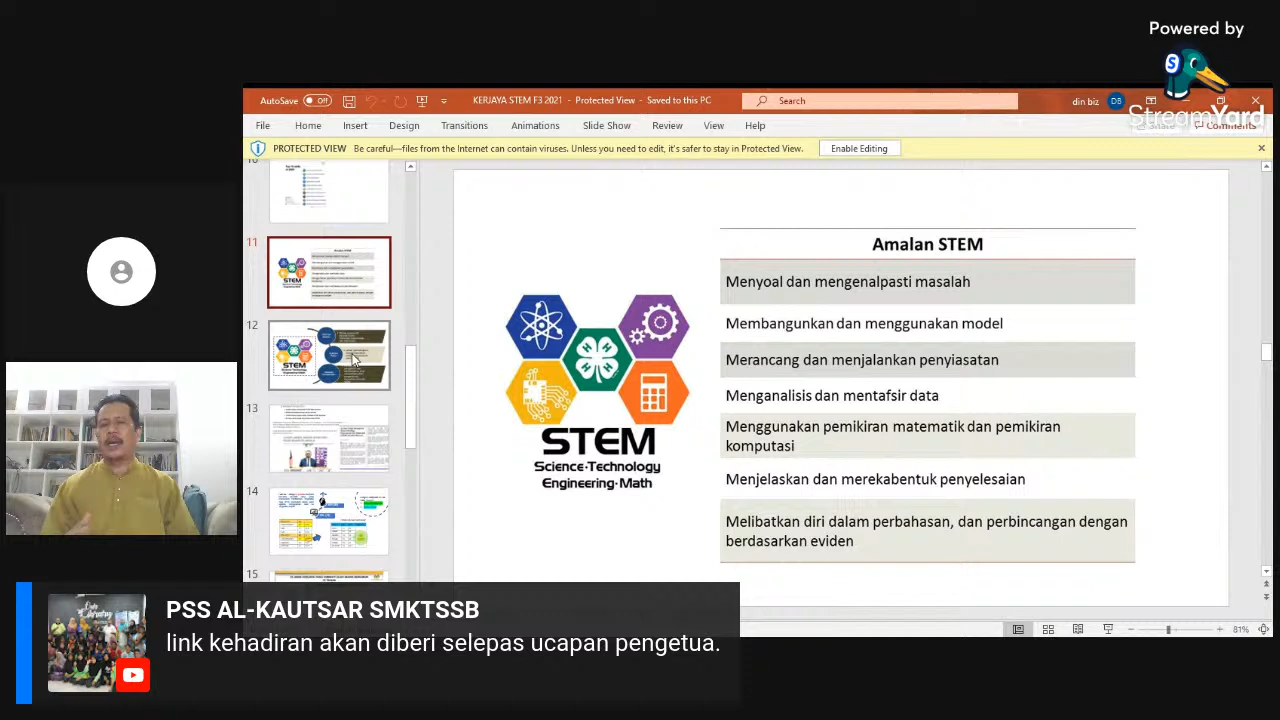 Powered by
StreamYard
AutoSave Off
KERJAYA STEM F3 2021 - Protected View - Saved to this PC
Search
din biz DB
File Home Insert Design Transitions Animations Slide Show Review View Help
Share Comments
PROTECTED VIEW Be careful—files from the Internet can contain viruses. Unless you need to edit, it's safer to stay in Protected View. Enable Editing
10
11
12
13
14
15
STEM
Science·Technology
Engineering·Math
Amalan STEM
Menyoal dan mengenalpasti masalah
Membangunkan dan menggunakan model
Merancang dan menjalankan penyiasatan
Menganalisis dan mentafsir data
Menggunakan pemikiran matematik dan pemikiran
komputasi
Menjelaskan dan merekabentuk penyelesaian
Melibatkan diri dalam perbahasan, dan perbincangan dengan
eviden
81%
PSS AL-KAUTSAR SMKTSSB
link kehadiran akan diberi selepas ucapan pengetua.